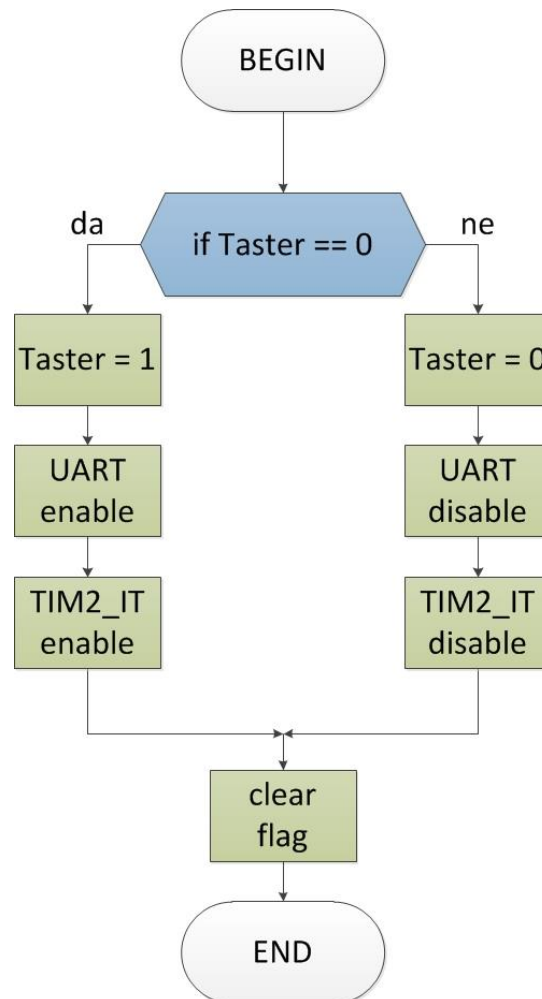 BEGIN
da
if Taster == 0
ne
Taster = 1
Taster = 0
UART
enable
UART
disable
TIM2_IT
enable
TIM2_IT
disable
clear
flag
END